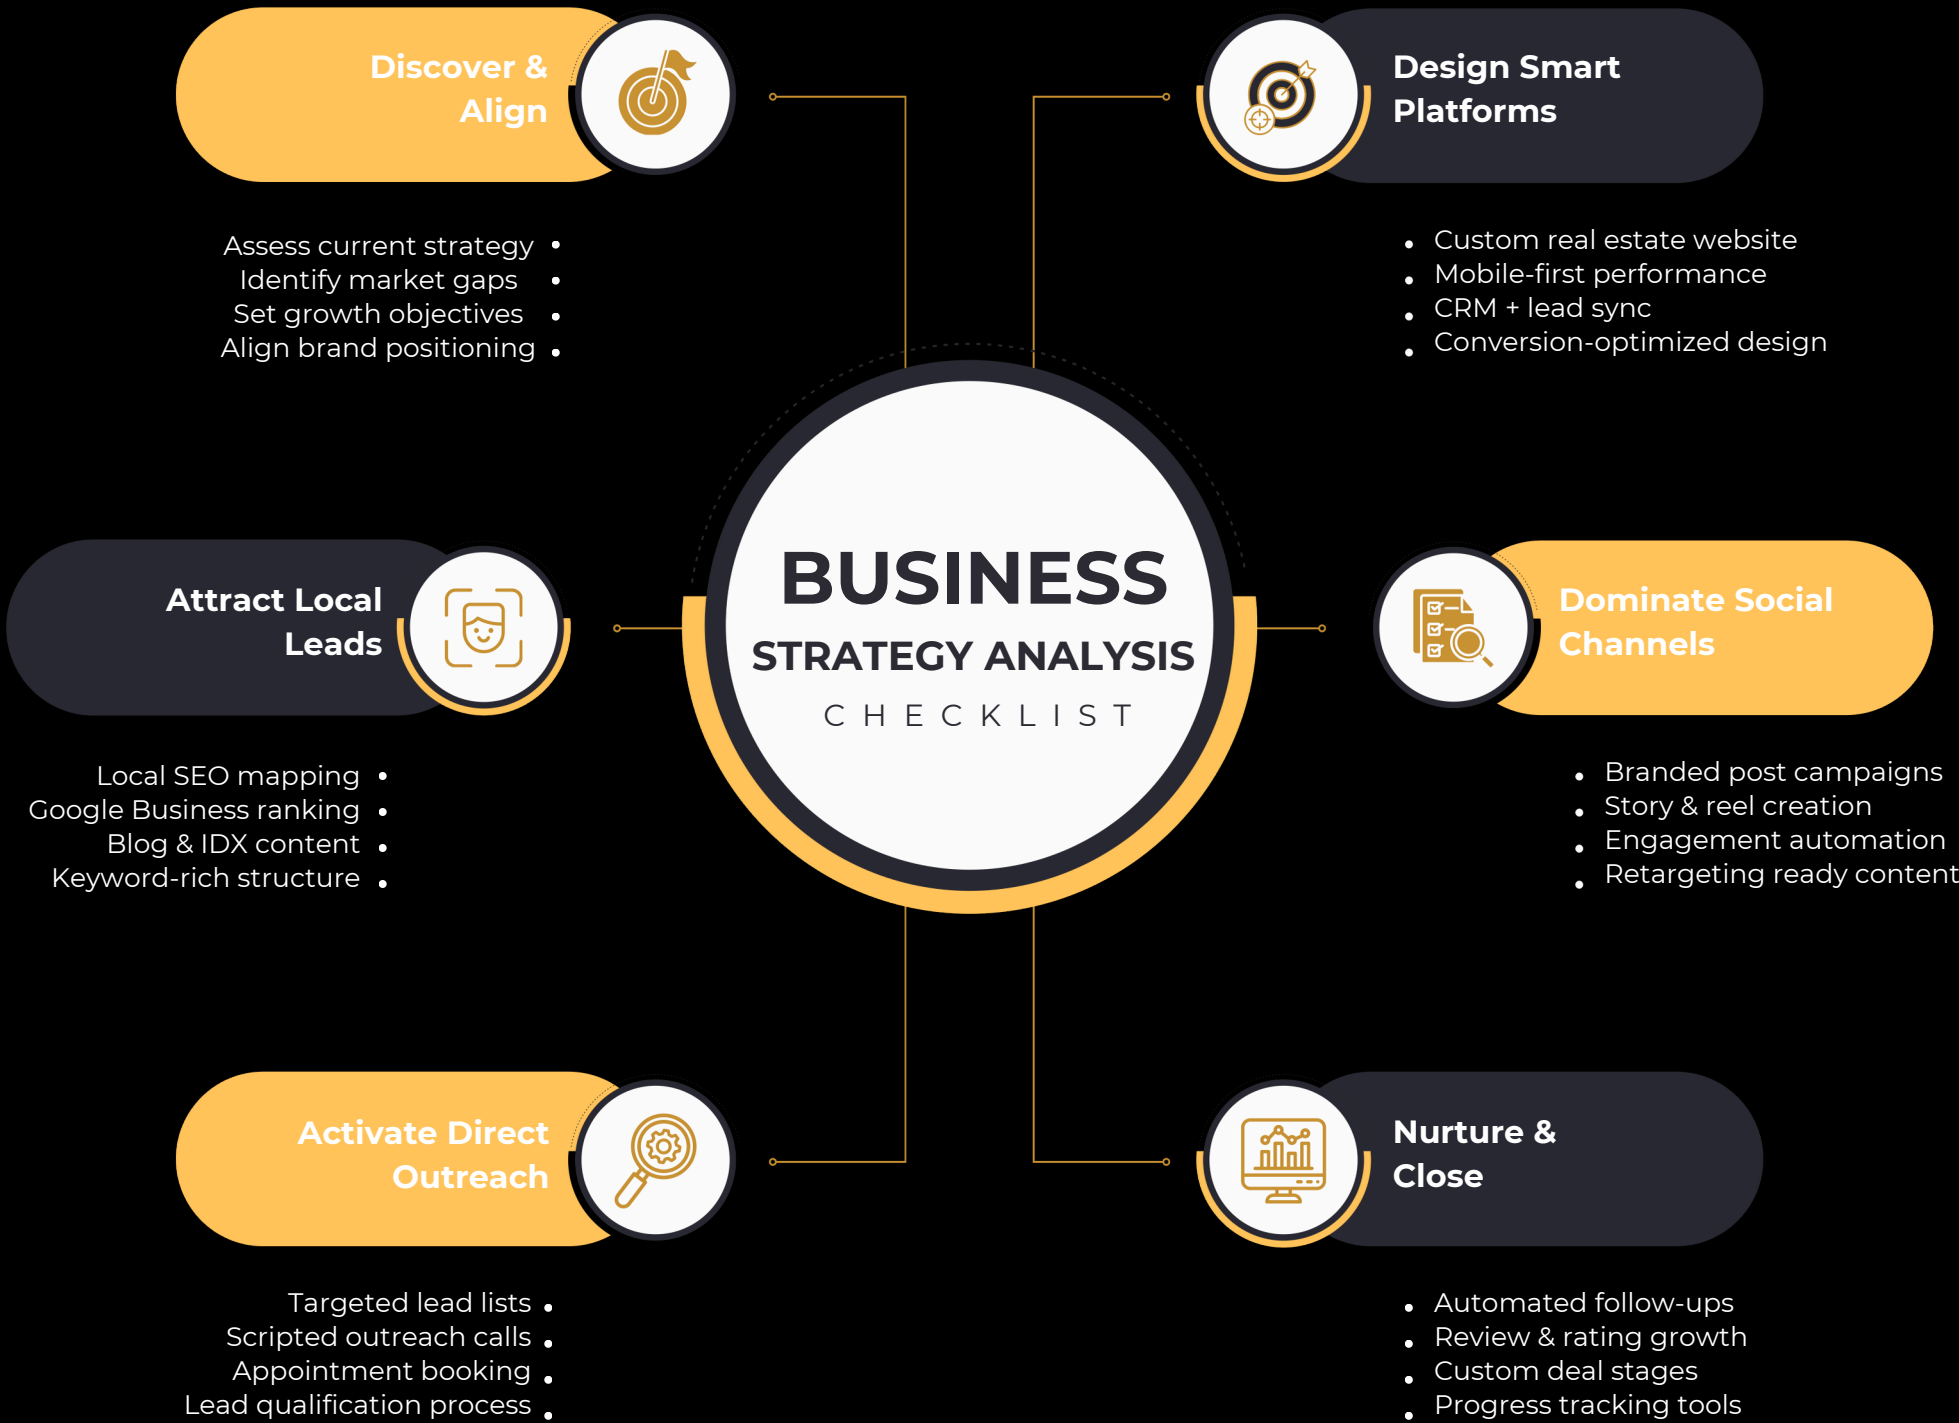 Discover &
Align
Assess current strategy
Identify market gaps
Set growth objectives
Align brand positioning
Design Smart
Platforms
Custom real estate website
Mobile-first performance
CRM + lead sync
Conversion-optimized design
BUSINESS
STRATEGY ANALYSIS
CHECKLIST
Attract Local
Leads
Local SEO mapping
Google Business ranking
Blog & IDX content
Keyword-rich structure
Dominate Social
Channels
Branded post campaigns
Story & reel creation
Engagement automation
Retargeting ready content
Activate Direct
Outreach
Targeted lead lists
Scripted outreach calls
Appointment booking
Lead qualification process
Nurture &
Close
Automated follow-ups
Review & rating growth
Custom deal stages
Progress tracking tools